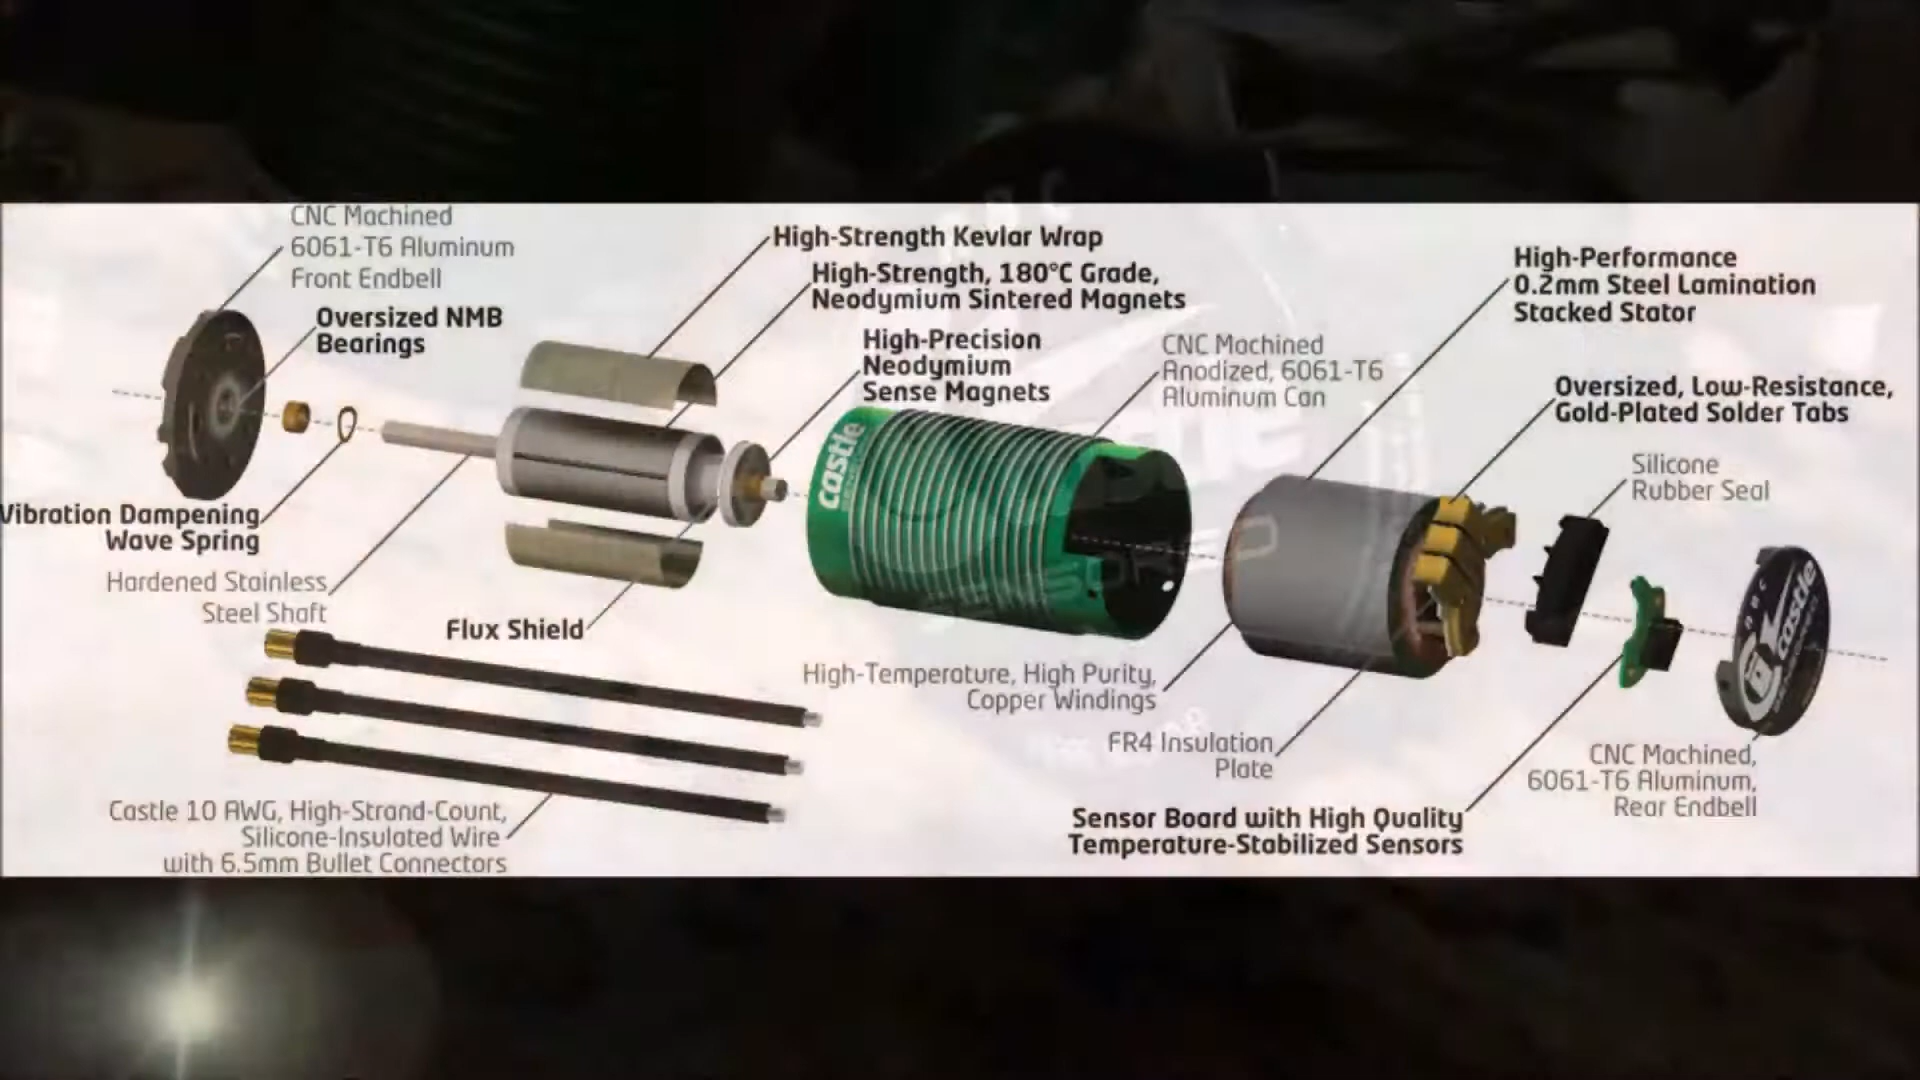 CNC Machined
6061-T6 Aluminum
Front Endbell
Oversized NMB
Bearings
High-Strength Kevlar Wrap
High-Strength, 180°C Grade,
Neodymium Sintered Magnets
High-Precision
Neodymium
Sense Magnets
CNC Machined
Anodized, 6061-T6
Aluminum Can
High-Performance
0.2mm Steel Lamination
Stacked Stator
Oversized, Low-Resistance,
Gold-Plated Solder Tabs
Silicone
Rubber Seal
castle
Vibration Dampening
Wave Spring
Hardened Stainless
Steel Shaft
Flux Shield
SENSORED
High-Temperature, High Purity,
Copper Windings
FR4 Insulation
Plate
A B C
castle
CNC Machined,
6061-T6 Aluminum,
Rear Endbell
Castle 10 AWG, High-Strand-Count,
Silicone-Insulated Wire
with 6.5mm Bullet Connectors
Sensor Board with High Quality
Temperature-Stabilized Sensors